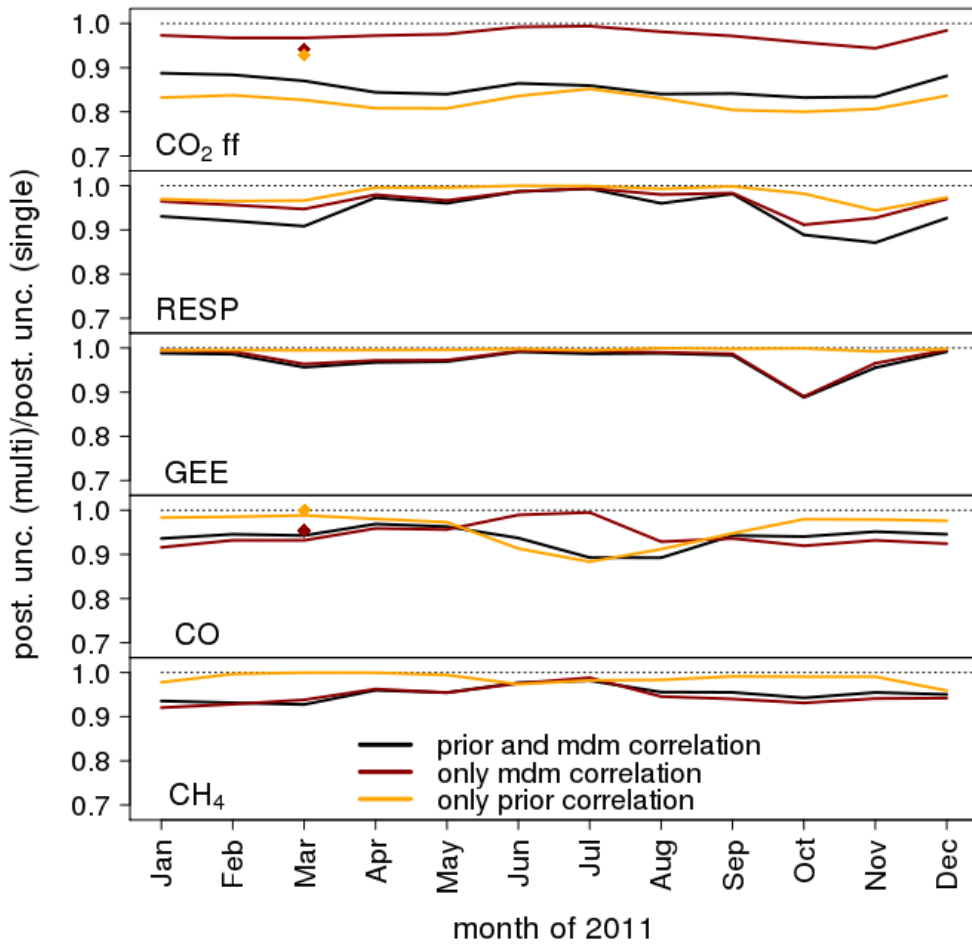 post. unc. (multi)/post. unc. (single)
1.0
0.9
0.8
0.7
CO₂ ff
1.0
0.9
0.8
0.7
RESP
1.0
0.9
0.8
0.7
GEE
1.0
0.9
0.8
0.7
CO
1.0
0.9
0.8
0.7
CH₄
prior and mdm correlation
only mdm correlation
only prior correlation
Jan Feb Mar Apr May Jun Jul Aug Sep Oct Nov Dec
month of 2011